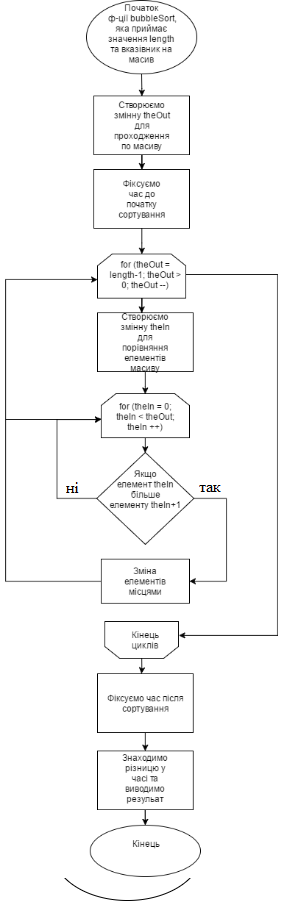 Початок
ф-ції bubbleSort,
яка приймає
значення length
та вказівник на
масив
Створюємо
змінну theOut
для
проходження
по масиву
Фіксуємо
час до
початку
сортування
for (theOut =
length-1; theOut >
0; theOut --)
Створюємо
змінну theIn
для
порівняння
елементів
масиву
for (theIn = 0;
theIn < theOut;
theIn ++)
Якщо
елемент theIn
більше
елементу theIn+1
ні
так
Зміна
елементів
місцями
Кінець
циклів
Фіксуємо час після
сортування
Знаходимо
різницю у
часі та
виводимо
резульат
Кінець